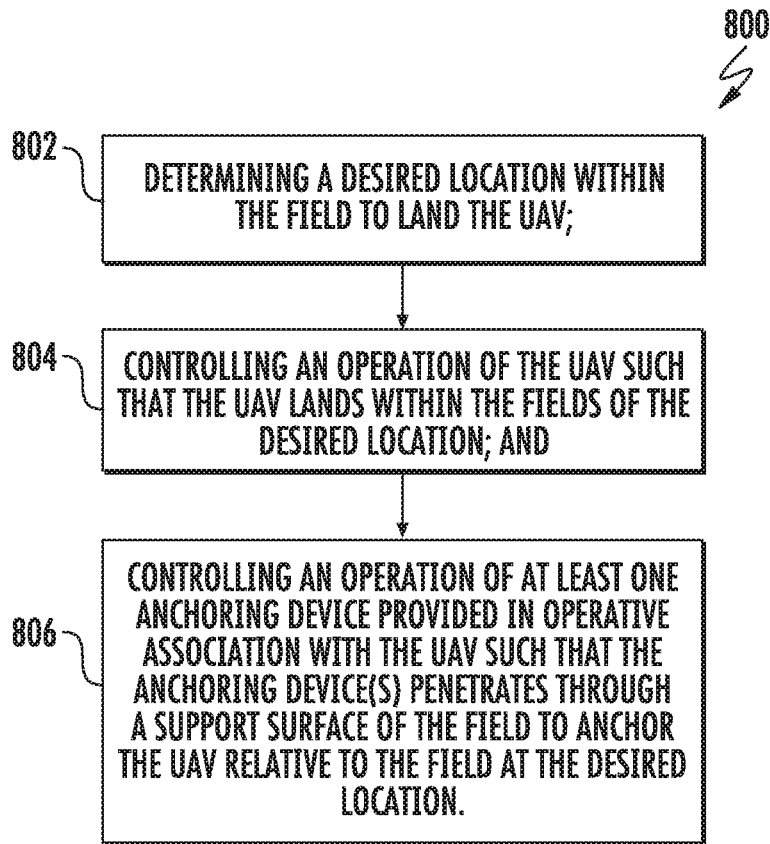 800
802
DETERMINING A DESIRED LOCATION WITHIN
THE FIELD TO LAND THE UAV;
804
CONTROLLING AN OPERATION OF THE UAV SUCH
THAT THE UAV LANDS WITHIN THE FIELDS OF THE
DESIRED LOCATION; AND
806
CONTROLLING AN OPERATION OF AT LEAST ONE
ANCHORING DEVICE PROVIDED IN OPERATIVE
ASSOCIATION WITH THE UAV SUCH THAT THE
ANCHORING DEVICE(S) PENETRATES THROUGH
A SUPPORT SURFACE OF THE FIELD TO ANCHOR
THE UAV RELATIVE TO THE FIELD AT THE DESIRED
LOCATION.